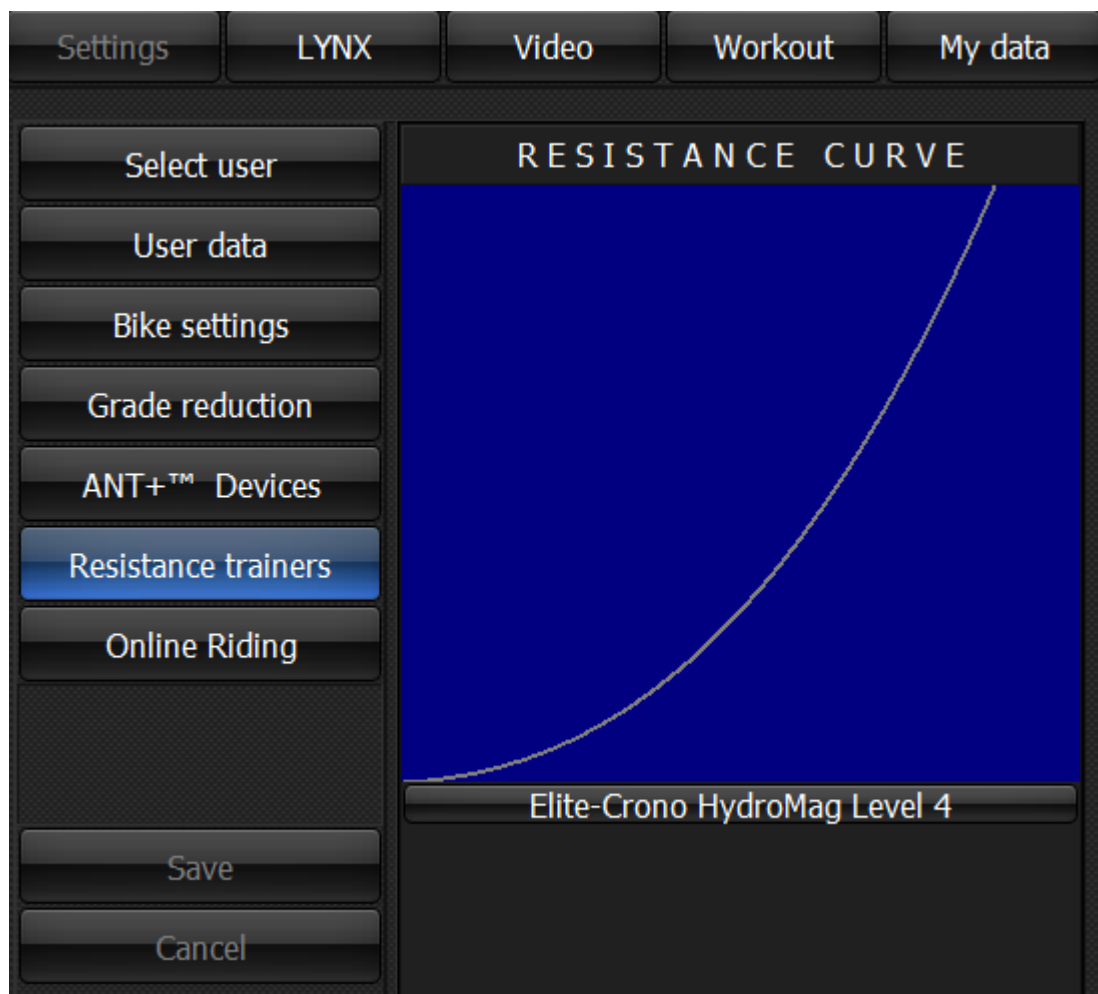 Settings
LYNX
Video
Workout
My data
Select user
User data
Bike settings
Grade reduction
ANT+™ Devices
Resistance trainers
Online Riding
Save
Cancel
RESISTANCE CURVE
Elite-Crono HydroMag Level 4